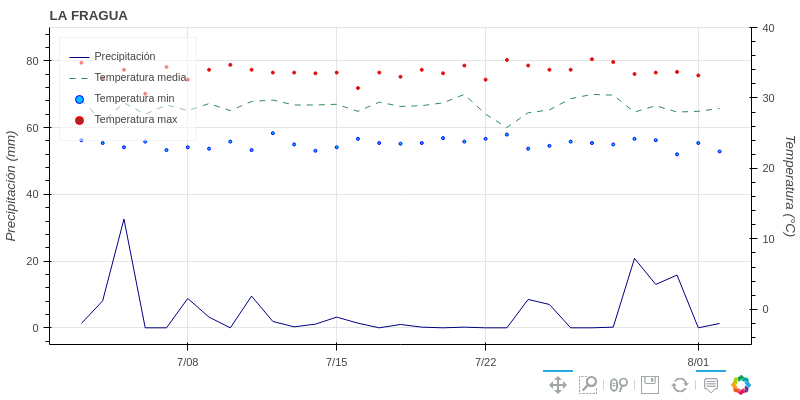 LA FRAGUA
Precipitación
Temperatura media
Temperatura min
Temperatura max
Precipitación (mm)
80
60
40
20
0
Temperatura (°C)
40
30
20
10
0
7/08
7/15
7/22
8/01